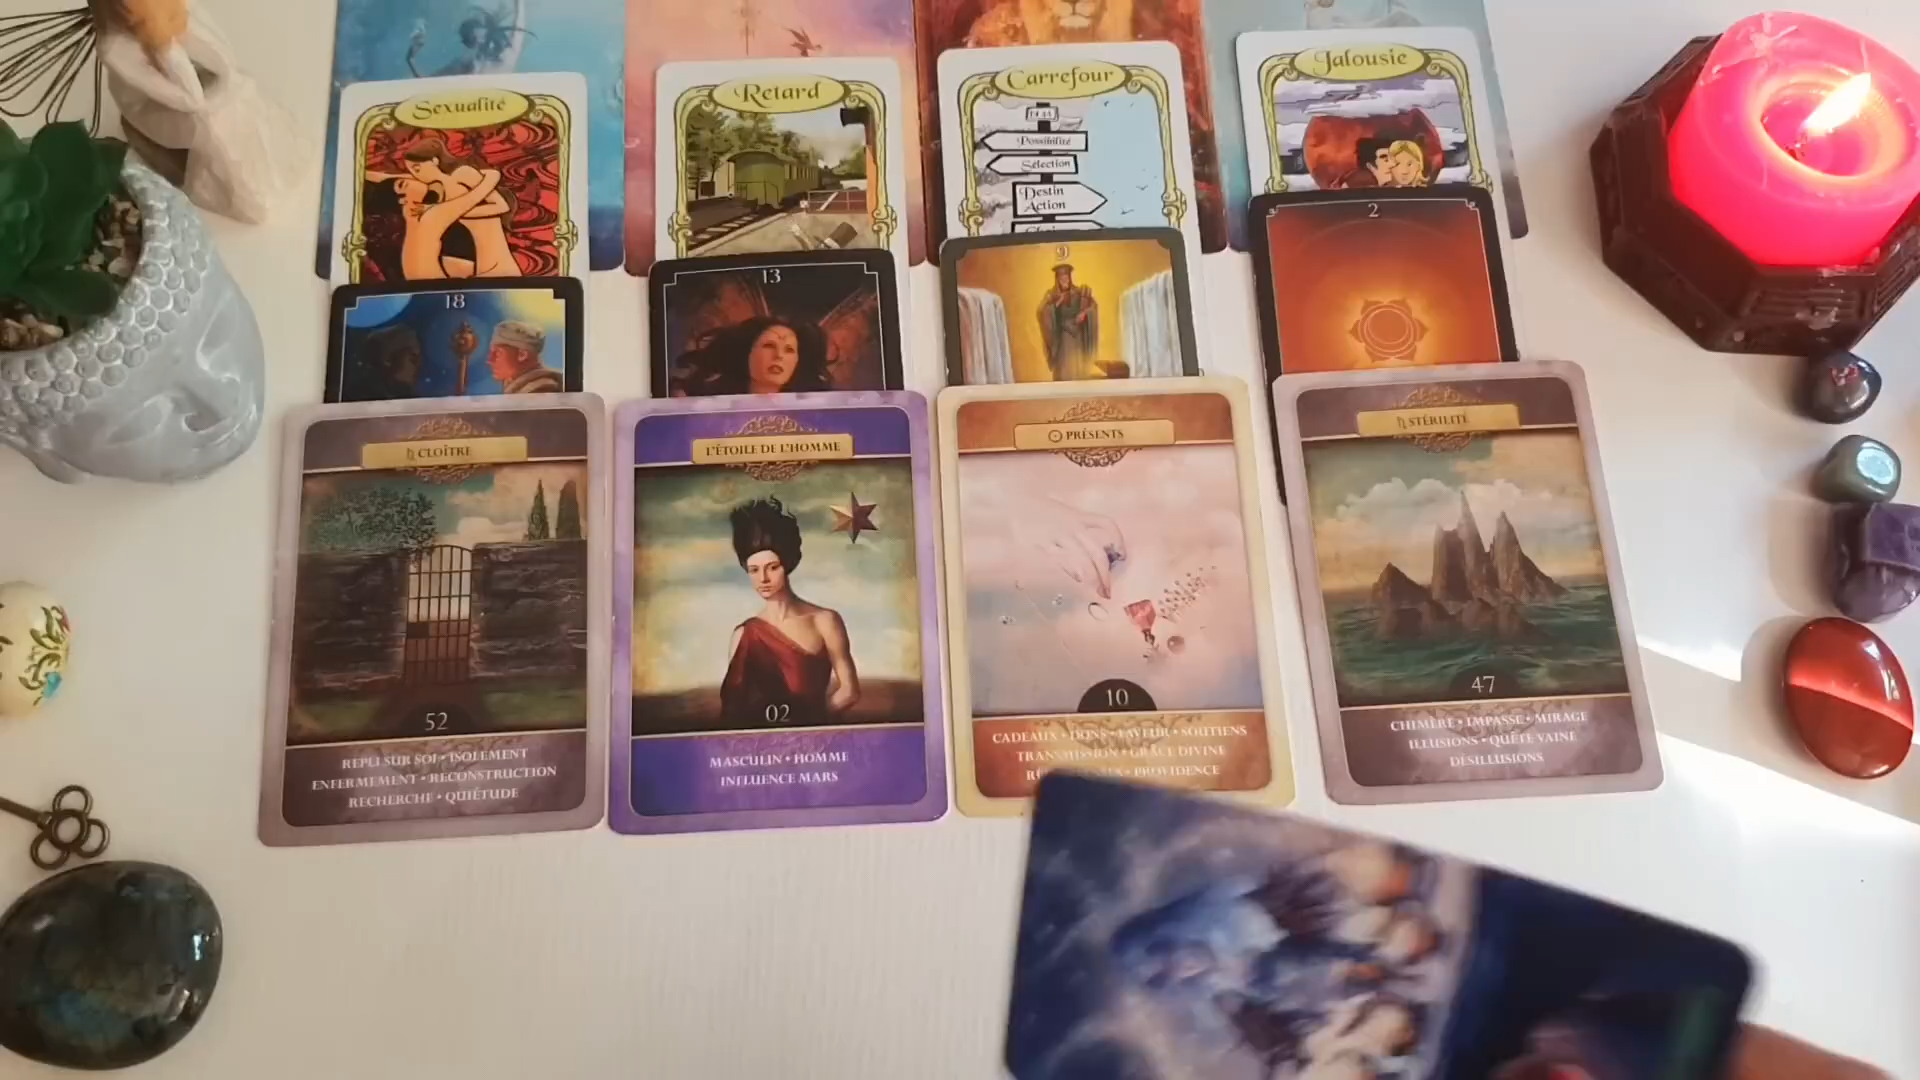 Sexualité
Retard
Carrefour
Possibilité
Sélection
Destin
Action
Jalousie
18
13
9
2
♄ CLOÎTRE
52
REPLI SUR SOI • ISOLEMENT
ENFERMEMENT • RECONSTRUCTION
RECHERCHE • QUIÉTUDE
L'ÉTOILE DE L'HOMME
02
MASCULIN • HOMME
INFLUENCE MARS
☉ PRÉSENTS
10
CADEAUX • DONS • FAVEUR • SOUTIENS
TRANSMISSION • GRÂCE DIVINE
PROVIDENCE
♄ STÉRILITÉ
47
CHIMÈRE • IMPASSE • MIRAGE
ILLUSIONS • QUÊTE VAINE
DÉSILLUSIONS